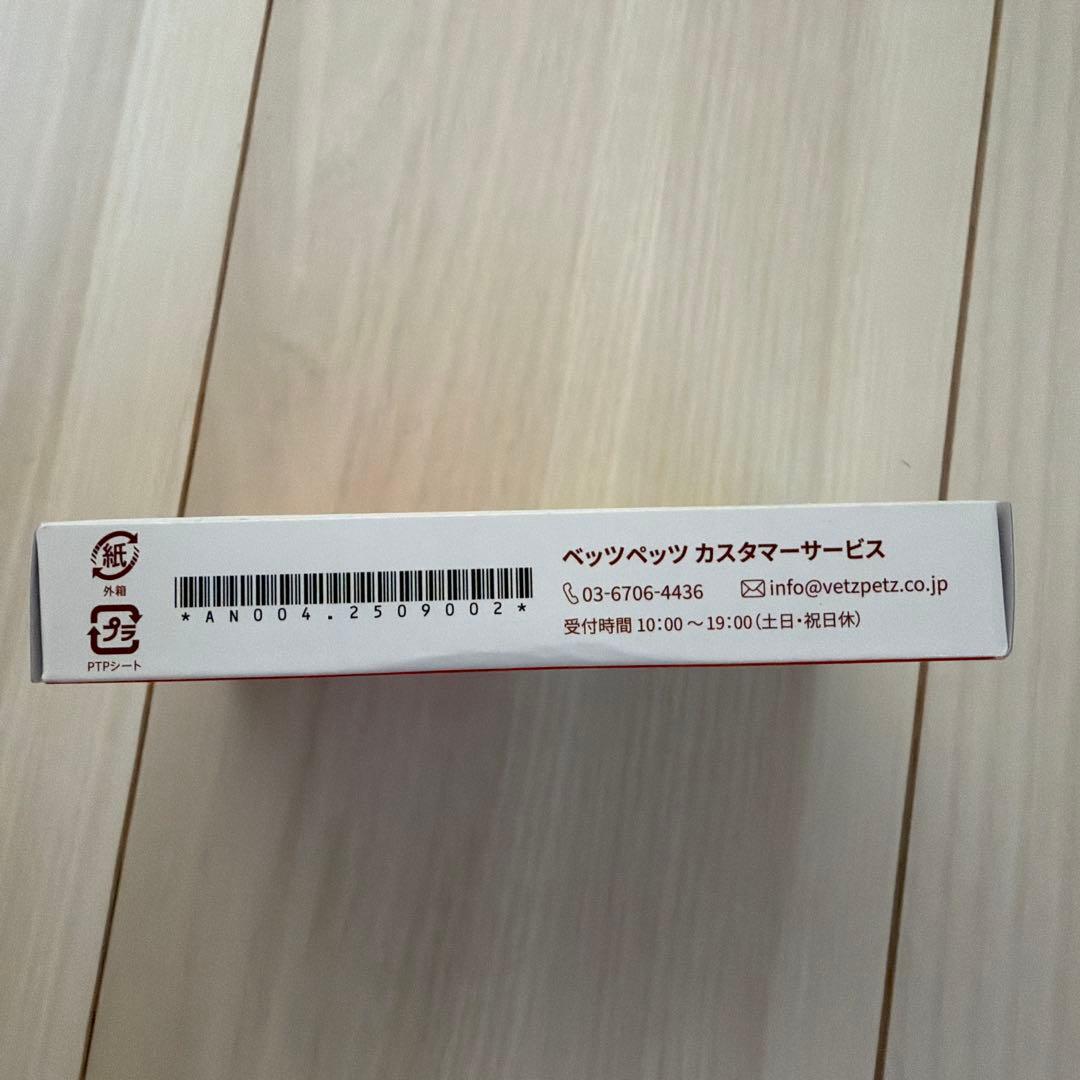 紙
外箱
プラ
PTPシート
*AN004.2509002*
ベッツペッツ カスタマーサービス
03-6706-4436 info@vetzpetz.co.jp
受付時間 10:00〜19:00(土日・祝日休)